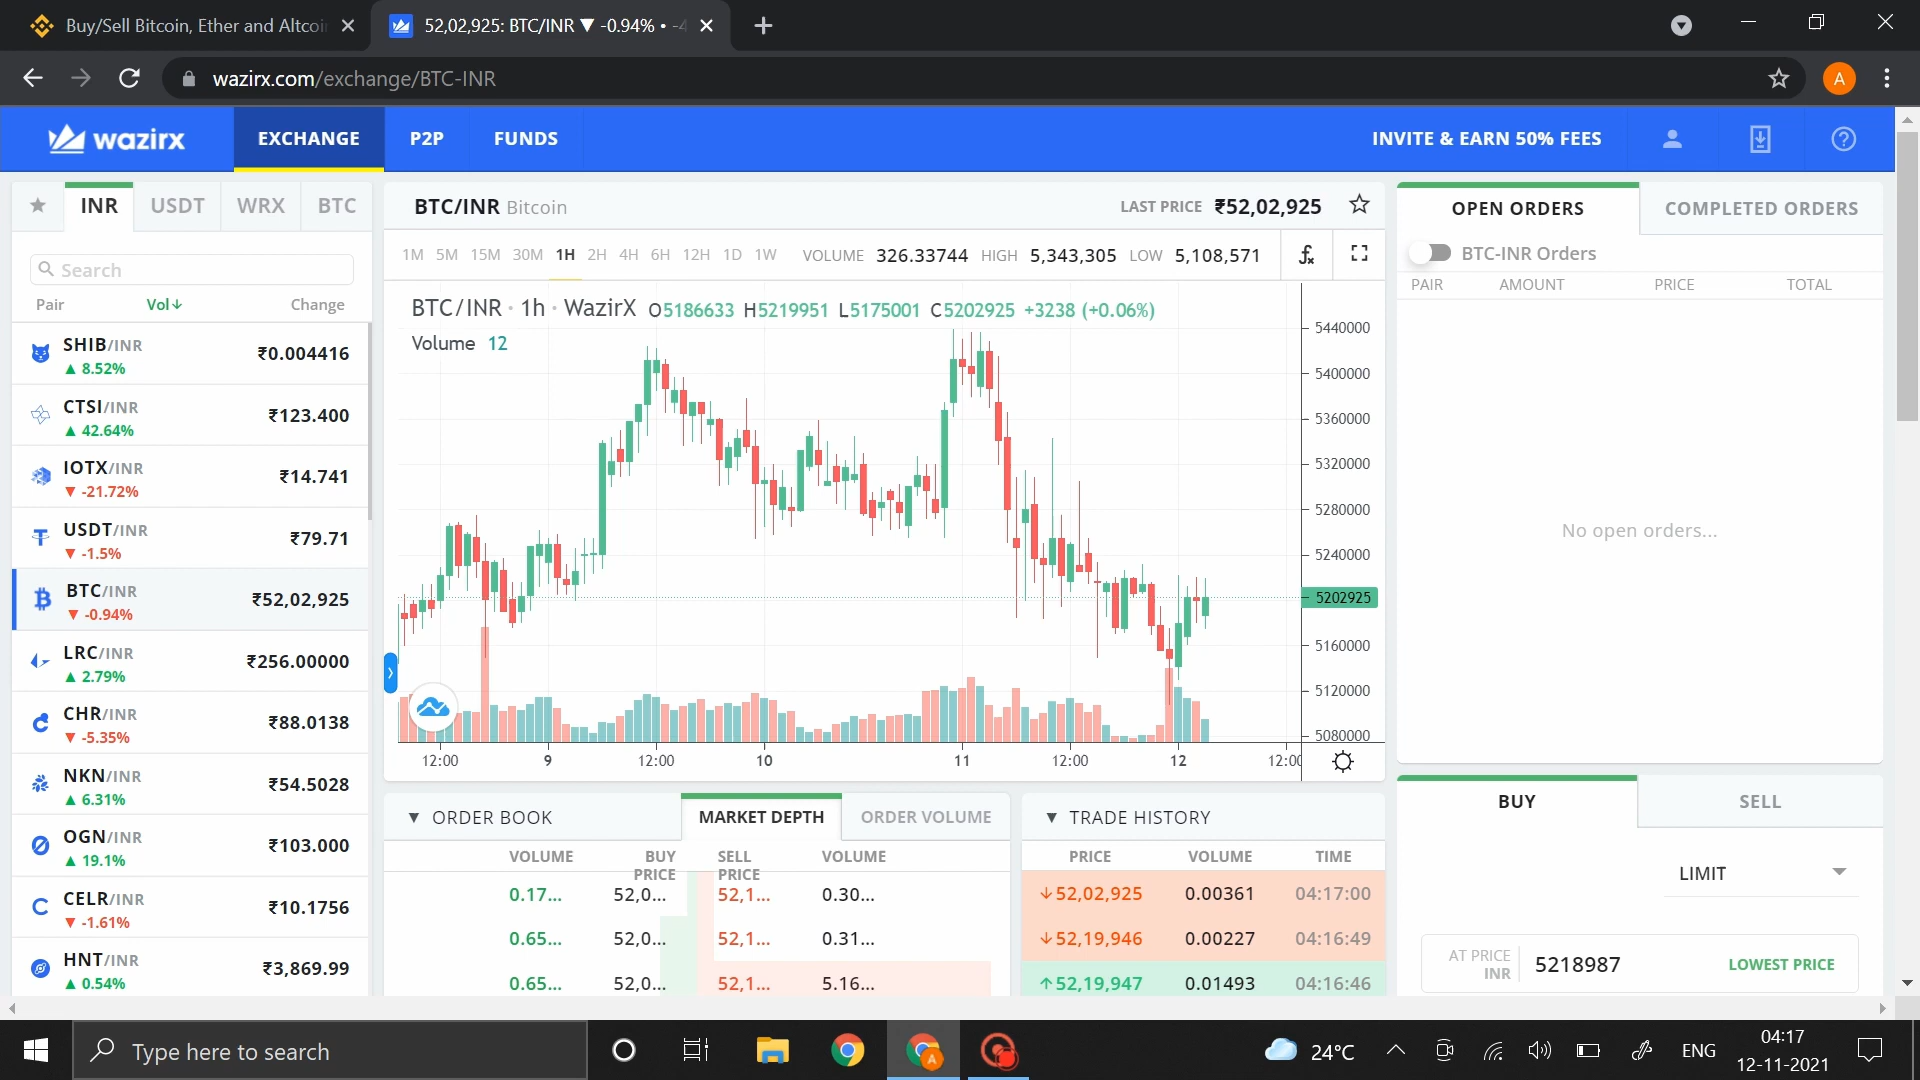 Buy/Sell Bitcoin, Ether and Altcoi
52,02,925: BTC/INR ▼ -0.94% •
wazirx.com/exchange/BTC-INR
A
wazirx
EXCHANGE
P2P
FUNDS
INVITE & EARN 50% FEES
INR USDT WRX BTC
Search
Pair Vol↓ Change
SHIB/INR ₹0.004416
▲ 8.52%
CTSI/INR ₹123.400
▲ 42.64%
IOTX/INR ₹14.741
▼ -21.72%
USDT/INR ₹79.71
▼ -1.5%
BTC/INR ₹52,02,925
▼ -0.94%
LRC/INR ₹256.00000
▲ 2.79%
CHR/INR ₹88.0138
▼ -5.35%
NKN/INR ₹54.5028
▲ 6.31%
OGN/INR ₹103.000
▲ 19.1%
CELR/INR ₹10.1756
▼ -1.61%
HNT/INR ₹3,869.99
▲ 0.54%
BTC/INR Bitcoin
LAST PRICE ₹52,02,925
1M 5M 15M 30M 1H 2H 4H 6H 12H 1D 1W
VOLUME 326.33744 HIGH 5,343,305 LOW 5,108,571
BTC/INR · 1h · WazirX O5186633 H5219951 L5175001 C5202925 +3238 (+0.06%)
Volume 12
5440000
5400000
5360000
5320000
5280000
5240000
5202925
5160000
5120000
5080000
12:00 9 12:00 10 11 12:00 12 12:00
▼ ORDER BOOK
MARKET DEPTH
ORDER VOLUME
VOLUME BUY PRICE SELL PRICE VOLUME
0.17... 52,0... 52,1... 0.30...
0.65... 52,0... 52,1... 0.31...
0.65... 52,0... 52,1... 5.16...
▼ TRADE HISTORY
PRICE VOLUME TIME
↓52,02,925 0.00361 04:17:00
↓52,19,946 0.00227 04:16:49
↑52,19,947 0.01493 04:16:46
OPEN ORDERS
COMPLETED ORDERS
BTC-INR Orders
PAIR AMOUNT PRICE TOTAL
No open orders...
BUY
SELL
LIMIT
AT PRICE
INR
5218987
LOWEST PRICE
Type here to search
A
24°C
ENG
04:17
12-11-2021